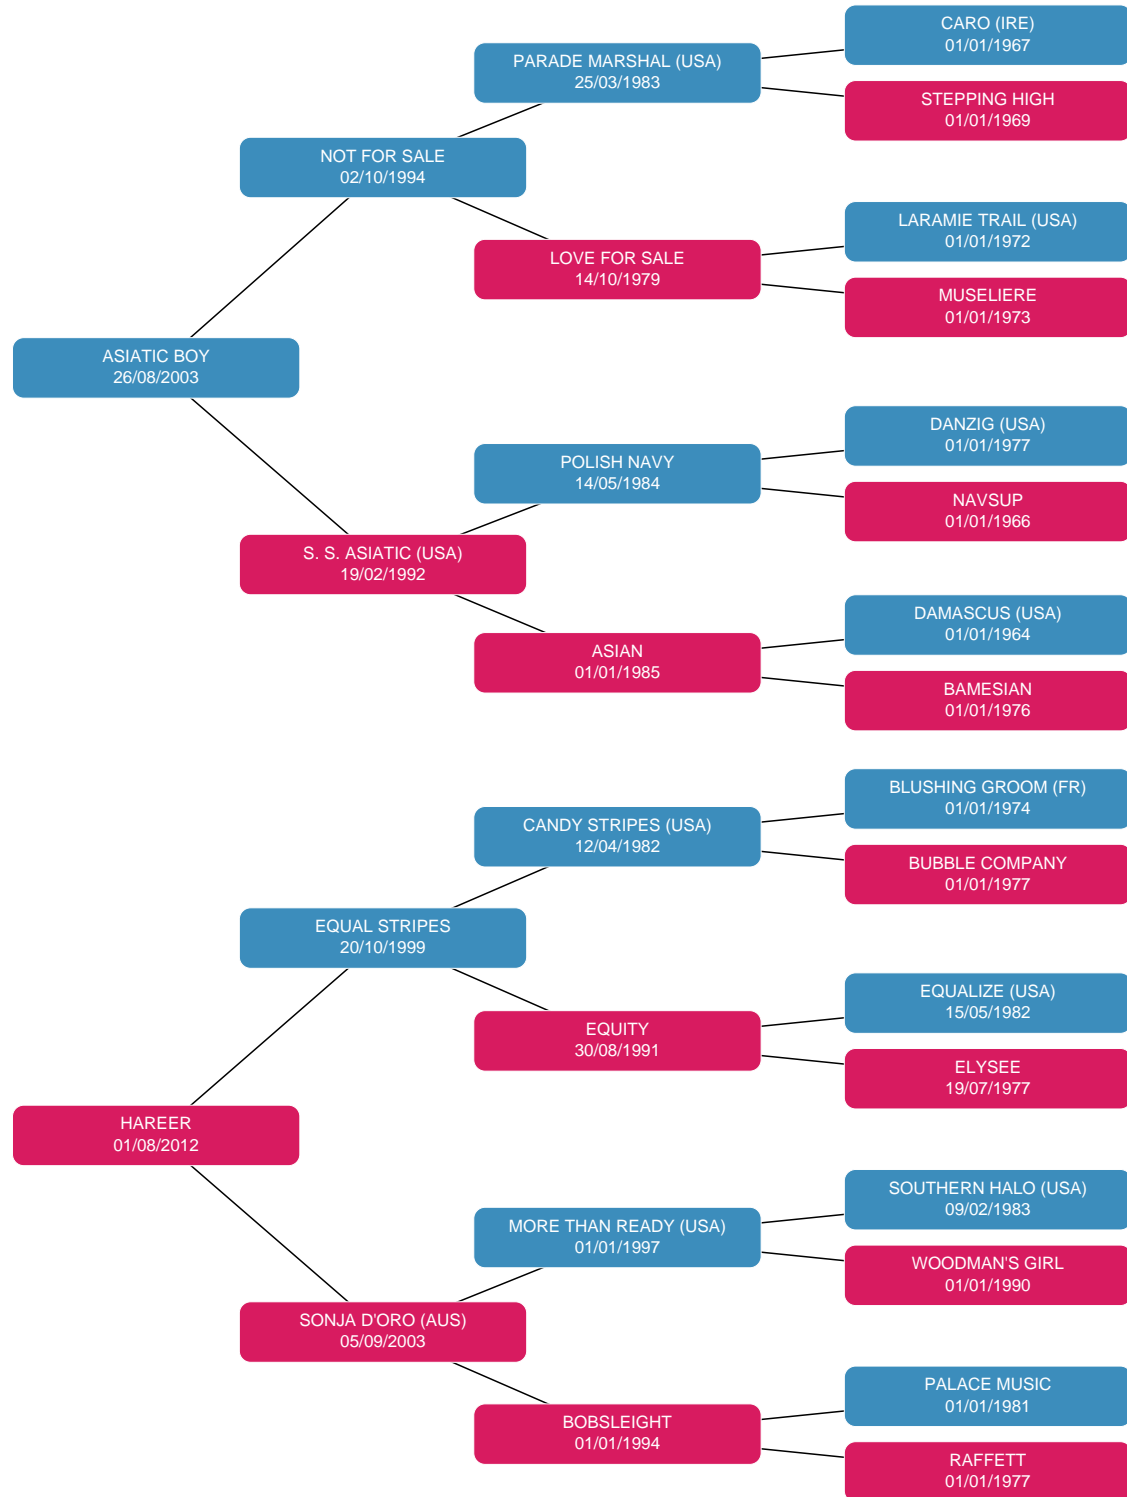 CARO (IRE)
01/01/1967
PARADE MARSHAL (USA)
25/03/1983
STEPPING HIGH
01/01/1969
NOT FOR SALE
02/10/1994
LARAMIE TRAIL (USA)
01/01/1972
LOVE FOR SALE
14/10/1979
MUSELIERE
01/01/1973
ASIATIC BOY
26/08/2003
DANZIG (USA)
01/01/1977
POLISH NAVY
14/05/1984
NAVSUP
01/01/1966
S. S. ASIATIC (USA)
19/02/1992
DAMASCUS (USA)
01/01/1964
ASIAN
01/01/1985
BAMESIAN
01/01/1976
BLUSHING GROOM (FR)
01/01/1974
CANDY STRIPES (USA)
12/04/1982
BUBBLE COMPANY
01/01/1977
EQUAL STRIPES
20/10/1999
EQUALIZE (USA)
15/05/1982
EQUITY
30/08/1991
ELYSEE
19/07/1977
HAREER
01/08/2012
SOUTHERN HALO (USA)
09/02/1983
MORE THAN READY (USA)
01/01/1997
WOODMAN'S GIRL
01/01/1990
SONJA D'ORO (AUS)
05/09/2003
PALACE MUSIC
01/01/1981
BOBSLEIGHT
01/01/1994
RAFFETT
01/01/1977